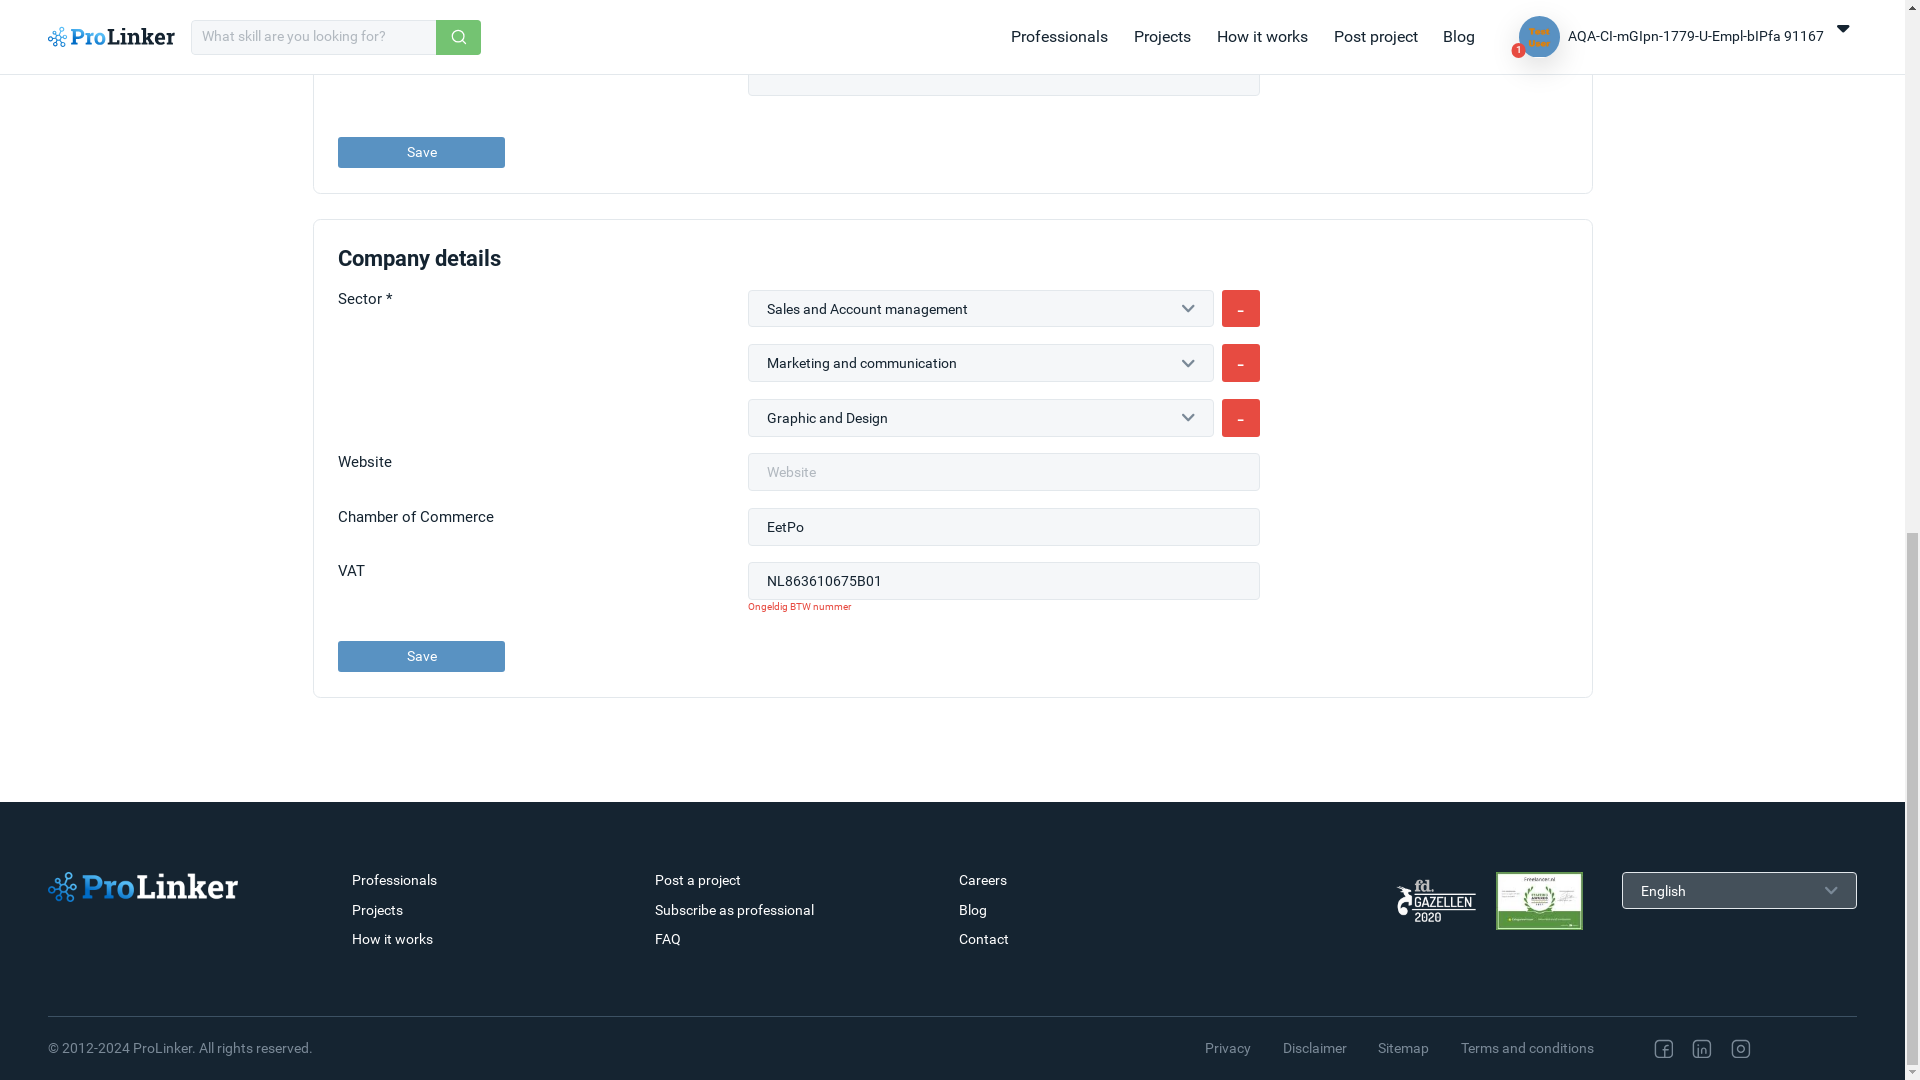 ProLinker
What skill are you looking for?
Professionals
Projects
How it works
Post project
Blog
Test User
1
AQA-CI-mGIpn-1779-U-Empl-bIPfa 91167
Save
Company details
Sector *
Sales and Account management
-
Marketing and communication
-
Graphic and Design
-
Website
Website
Chamber of Commerce
EetPo
VAT
NL863610675B01
Ongeldig BTW nummer
Save
ProLinker
Professionals
Projects
How it works
Post a project
Subscribe as professional
FAQ
Careers
Blog
Contact
fd.
GAZELLEN
2020
Freelancer.nl
English
© 2012-2024 ProLinker. All rights reserved.
Privacy
Disclaimer
Sitemap
Terms and conditions